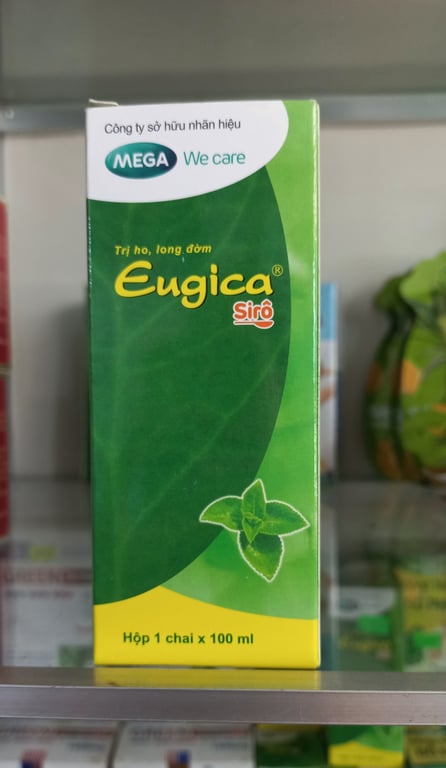 Công ty sở hữu nhãn hiệu
MEGA We care
Trị ho, long đờm
Eugica®
Sirô
Hộp 1 chai x 100 ml